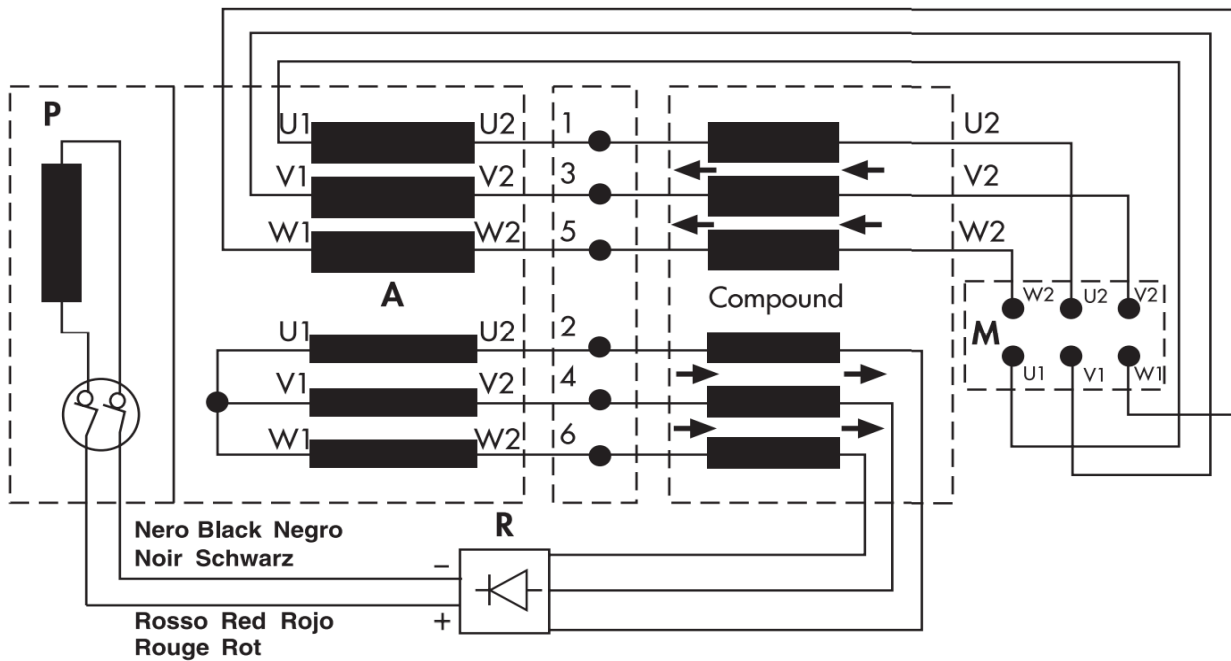 P
U1 U2 1 U2
V1 V2 3 V2
W1 W2 5 W2
A
Compound
W2 U2 V2
M
U1 V1 W1
U1 U2 2
V1 V2 4
W1 W2 6
R
Nero Black Negro
Noir Schwarz
–
+
Rosso Red Rojo
Rouge Rot